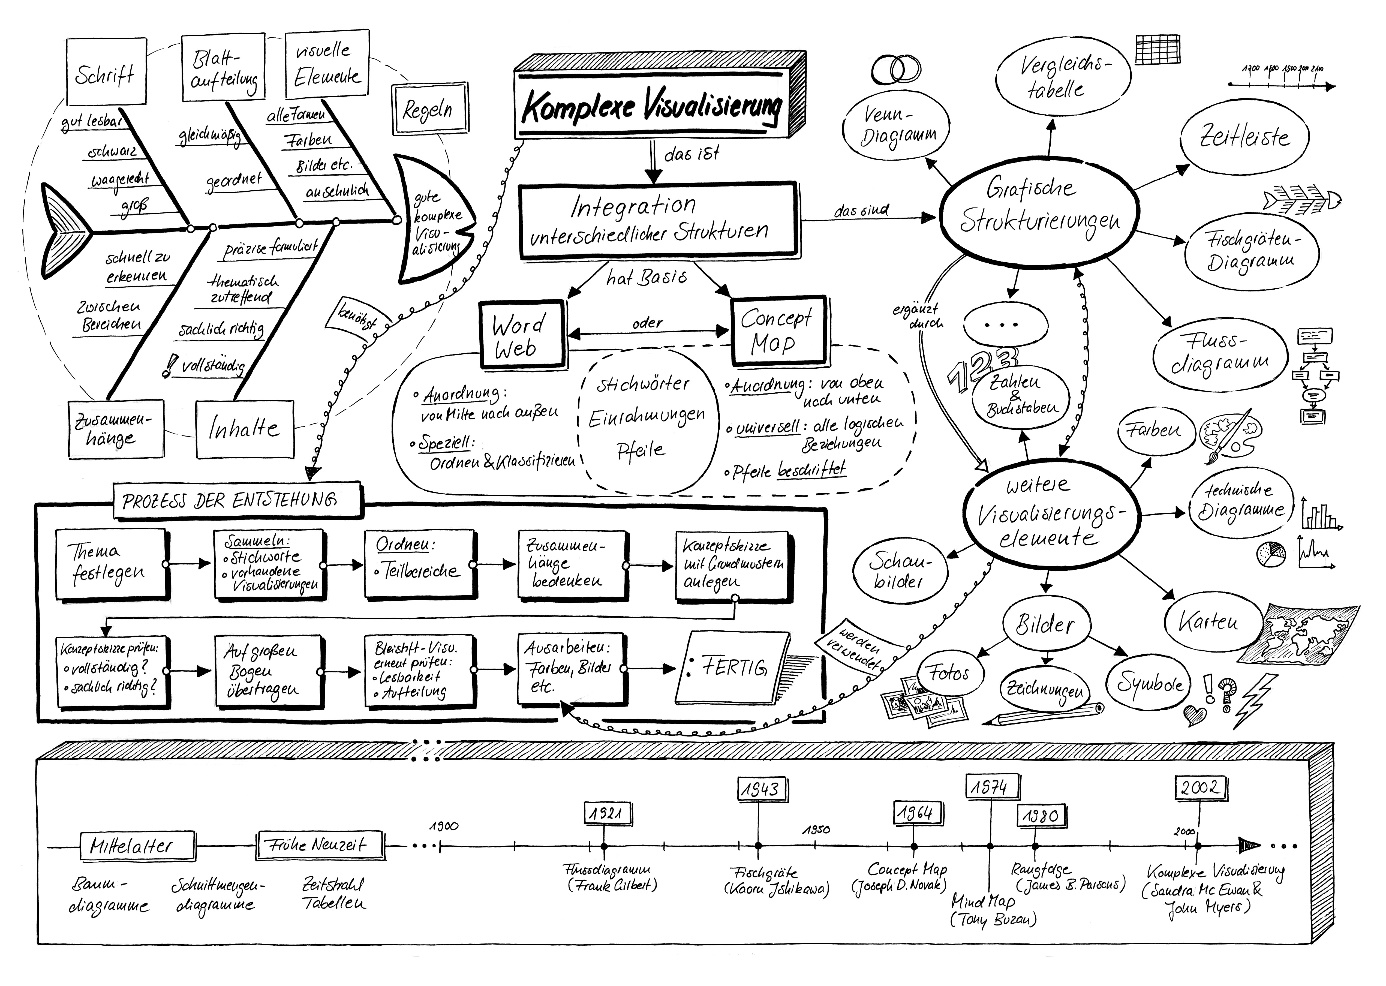 Komplexe Visualisierung
das ist
Integration
unterschiedlicher Strukturen
das sind
hat Basis
Word
Web
oder
Concept
Map
• Anordnung:
von Mitte nach außen
• Speziell:
Ordnen & Klassifizieren
Stichwörter
Einrahmungen
Pfeile
• Anordnung: von oben
nach unten
• universell: alle logischen
Beziehungen
• Pfeile beschriftet
Schrift
Blatt-
aufteilung
visuelle
Elemente
Regeln
gut lesbar
schwarz
waagerecht
groß
gleichmäßig
geordnet
alle Formen
Farben
Bilder etc.
ansehnlich
gute
komplexe
Visu-
alisierung
schnell zu
erkennen
Zwischen
Bereichen
präzise formuliert
thematisch
zutreffend
sachlich richtig
! vollständig
Zusammen-
hänge
Inhalte
benötigt
Grafische
Strukturierungen
Venn-
Diagramm
Vergleichs-
tabelle
1700 1800 1900 2000 2100
Zeitleiste
Fischgräten-
Diagramm
Fluss-
diagramm
...
ergänzt
durch
123
Zahlen
&
Buchstaben
weitere
Visualisierungs-
elemente
Farben
technische
Diagramme
Karten
Schau-
bilder
Bilder
Fotos
Zeichnungen
Symbole
! ?
werden
verwendet
PROZESS DER ENTSTEHUNG
Thema
festlegen
Sammeln:
• Stichworte
• vorhandene
Visualisierungen
Ordnen:
• Teilbereiche
Zusammen-
hänge
bedenken
Konzeptskizze
mit Grundmustern
anlegen
Konzeptskizze prüfen:
• vollständig?
• sachlich richtig?
Auf großen
Bogen
übertragen
Bleistift-Visu.
erneut prüfen:
• Lesbarkeit
• Aufteilung
Ausarbeiten:
Farben, Bilder
etc.
FERTIG
Mittelalter
Frühe Neuzeit
...
1900
1921
1943
1950
1964
1974
1980
2000
2002
...
Baum-
diagramme
Schnittmengen-
diagramme
Zeitstrahl
Tabellen
Flussdiagramm
(Frank Gilbert)
Fischgräte
(Kaoru Ishikawa)
Concept Map
(Joseph D. Novak)
Mind Map
(Tony Buzan)
Rangfolge
(James B. Parsons)
Komplexe Visualisierung
(Sandra Mc Ewan &
John Myers)